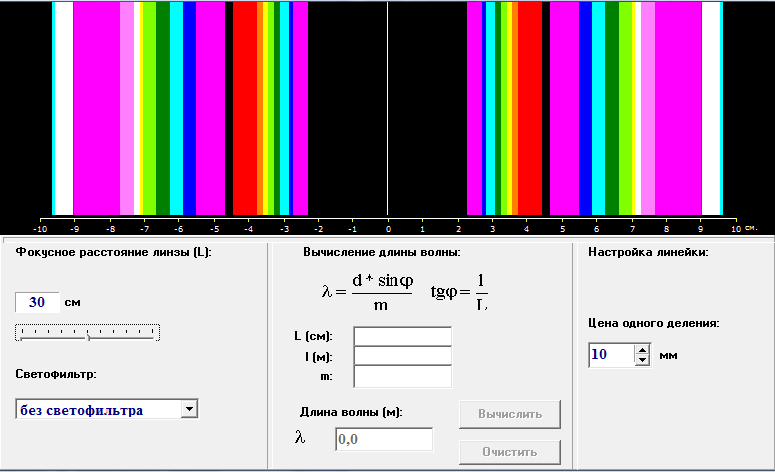 -10 -9 -8 -7 -6 -5 -4 -3 -2 -1 0 1 2 3 4 5 6 7 8 9 10 см.
Фокусное расстояние линзы (L):
30 см
Светофильтр:
без светофильтра
Вычисление длины волны:
λ = d * sinφ / m tgφ = l / L
L (см):
l (м):
m:
Длина волны (м):
λ 0,0
Вычислить
Очистить
Настройка линейки:
Цена одного деления:
10 мм